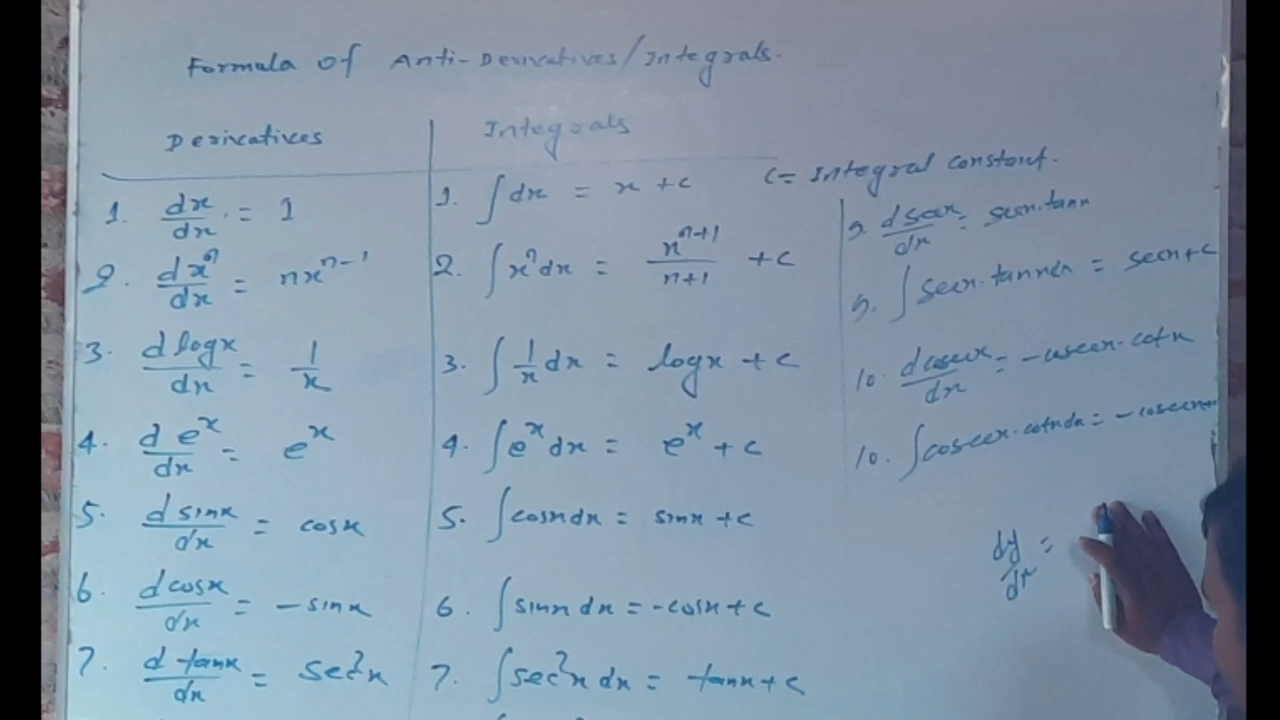 Formula of Anti-Derivatives/Integrals.
Derivatives
Integrals
c = Integral constant.
1. dx/dx = 1
1. ∫dx = x + c
2. dxⁿ/dx = nxⁿ⁻¹
2. ∫xⁿdx = xⁿ⁺¹/n+1 + c
3. d logx/dx = 1/x
3. ∫1/x dx = logx + c
4. d eˣ/dx = eˣ
4. ∫eˣdx = eˣ + c
5. d sinx/dx = cosx
5. ∫cosxdx = sinx + c
6. d cosx/dx = -sinx
6. ∫sinx dx = -cosx + c
7. d tanx/dx = sec²x
7. ∫sec²x dx = tanx + c
9. d secx/dx = secx.tanx
9. ∫secx.tanxdx = secx + c
10. d cosecx/dx = -cosecx.cotx
10. ∫cosecx.cotxdx = -cosecx+
dy/dx =